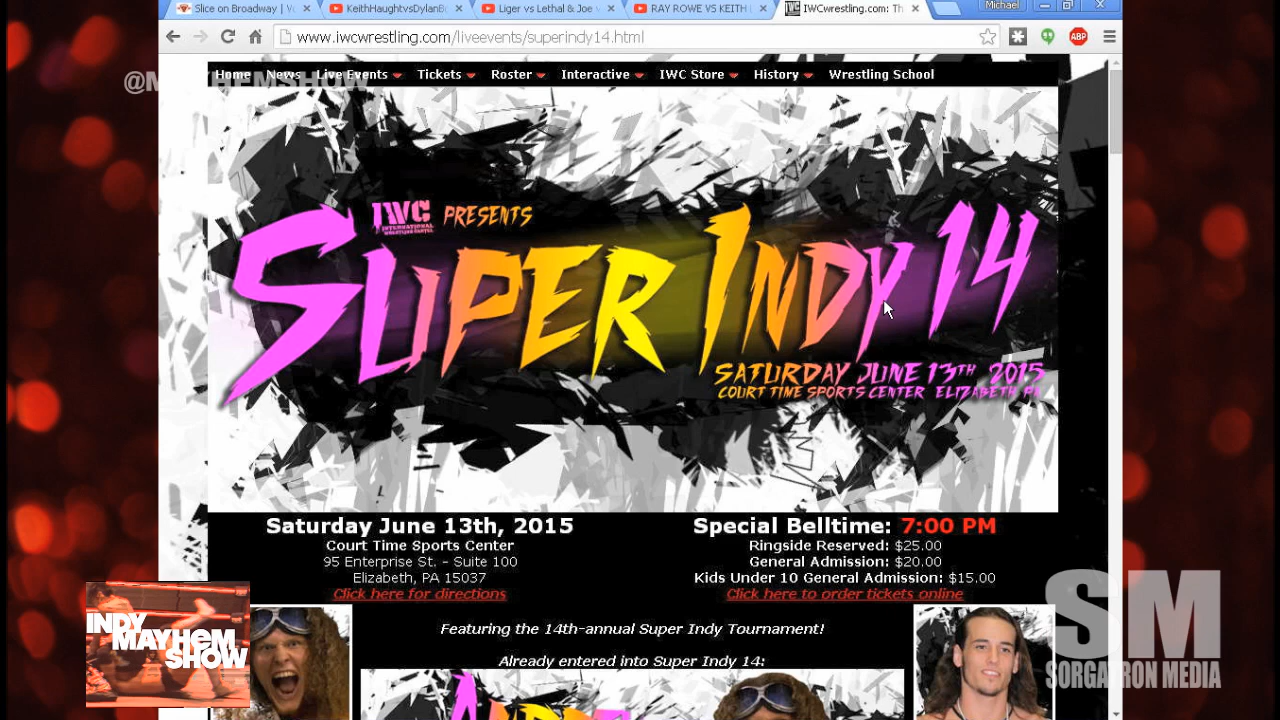 Slice on Broadway | V
KeithHaughtvsDylanB
Liger vs Lethal & Joe v
RAY ROWE VS KEITH
IWCwrestling.com: Th
Michael
www.iwcwrestling.com/liveevents/superindy14.html
ABP
Home News Live Events Tickets Roster Interactive IWC Store History Wrestling School
IWC
INTERNATIONAL
PRESENTS
SUPER INDY 14
SATURDAY JUNE 13TH 2015
COURT TIME SPORTS CENTER ELIZABETH PA
Saturday June 13th, 2015
Court Time Sports Center
95 Enterprise St. - Suite 100
Elizabeth, PA 15037
Click here for directions
Special Belltime: 7:00 PM
Ringside Reserved: $25.00
General Admission: $20.00
Kids Under 10 General Admission: $15.00
Click here to order tickets online
Featuring the 14th-annual Super Indy Tournament!
Already entered into Super Indy 14:
INDY
MAYHEM
SHOW
SM
SORGATRON MEDIA